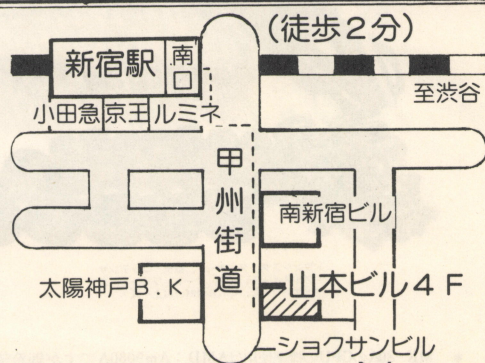 (徒歩2分)
新宿駅
南口
至渋谷
小田急
京王
ルミネ
甲州街道
南新宿ビル
太陽神戸B.K
山本ビル4F
ショクサンビル